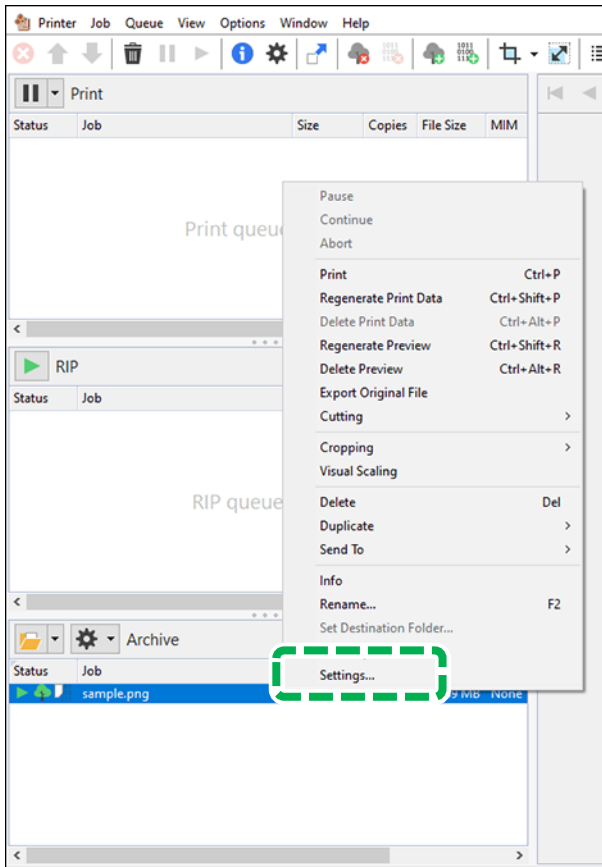 Printer Job Queue View Options Window Help
Print
Status Job Size Copies File Size MIM
Print queue
Pause
Continue
Abort
Print Ctrl+P
Regenerate Print Data Ctrl+Shift+P
Delete Print Data Ctrl+Alt+P
Regenerate Preview Ctrl+Shift+R
Delete Preview Ctrl+Alt+R
Export Original File
Cutting
Cropping
Visual Scaling
Delete Del
Duplicate
Send To
Info
Rename... F2
Set Destination Folder...
Settings...
RIP
Status Job
RIP queue
Archive
Status Job
sample.png 9 MB None